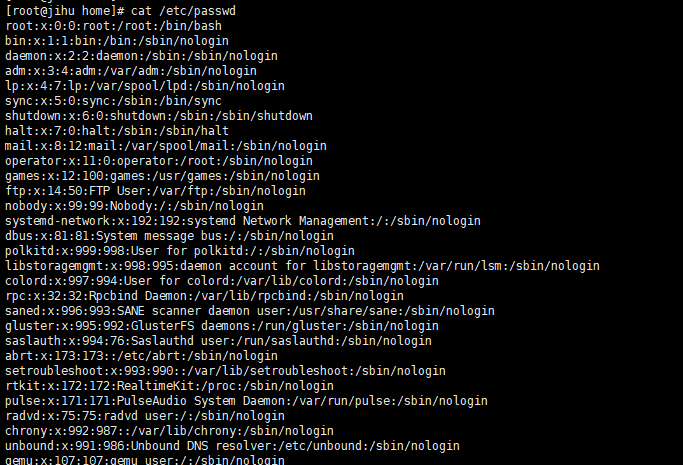 [root@jihu home]# cat /etc/passwd
root:x:0:0:root:/root:/bin/bash
bin:x:1:1:bin:/bin:/sbin/nologin
daemon:x:2:2:daemon:/sbin:/sbin/nologin
adm:x:3:4:adm:/var/adm:/sbin/nologin
lp:x:4:7:lp:/var/spool/lpd:/sbin/nologin
sync:x:5:0:sync:/sbin:/bin/sync
shutdown:x:6:0:shutdown:/sbin:/sbin/shutdown
halt:x:7:0:halt:/sbin:/sbin/halt
mail:x:8:12:mail:/var/spool/mail:/sbin/nologin
operator:x:11:0:operator:/root:/sbin/nologin
games:x:12:100:games:/usr/games:/sbin/nologin
ftp:x:14:50:FTP User:/var/ftp:/sbin/nologin
nobody:x:99:99:Nobody:/:/sbin/nologin
systemd-network:x:192:192:systemd Network Management:/:/sbin/nologin
dbus:x:81:81:System message bus:/:/sbin/nologin
polkitd:x:999:998:User for polkitd:/:/sbin/nologin
libstoragemgmt:x:998:995:daemon account for libstoragemgmt:/var/run/lsm:/sbin/nologin
colord:x:997:994:User for colord:/var/lib/colord:/sbin/nologin
rpc:x:32:32:Rpcbind Daemon:/var/lib/rpcbind:/sbin/nologin
saned:x:996:993:SANE scanner daemon user:/usr/share/sane:/sbin/nologin
gluster:x:995:992:GlusterFS daemons:/run/gluster:/sbin/nologin
saslauth:x:994:76:Saslauthd user:/run/saslauthd:/sbin/nologin
abrt:x:173:173::/etc/abrt:/sbin/nologin
setroubleshoot:x:993:990::/var/lib/setroubleshoot:/sbin/nologin
rtkit:x:172:172:RealtimeKit:/proc:/sbin/nologin
pulse:x:171:171:PulseAudio System Daemon:/var/run/pulse:/sbin/nologin
radvd:x:75:75:radvd user:/:/sbin/nologin
chrony:x:992:987::/var/lib/chrony:/sbin/nologin
unbound:x:991:986:Unbound DNS resolver:/etc/unbound:/sbin/nologin
qemu:x:107:107:qemu user:/:/sbin/nologin